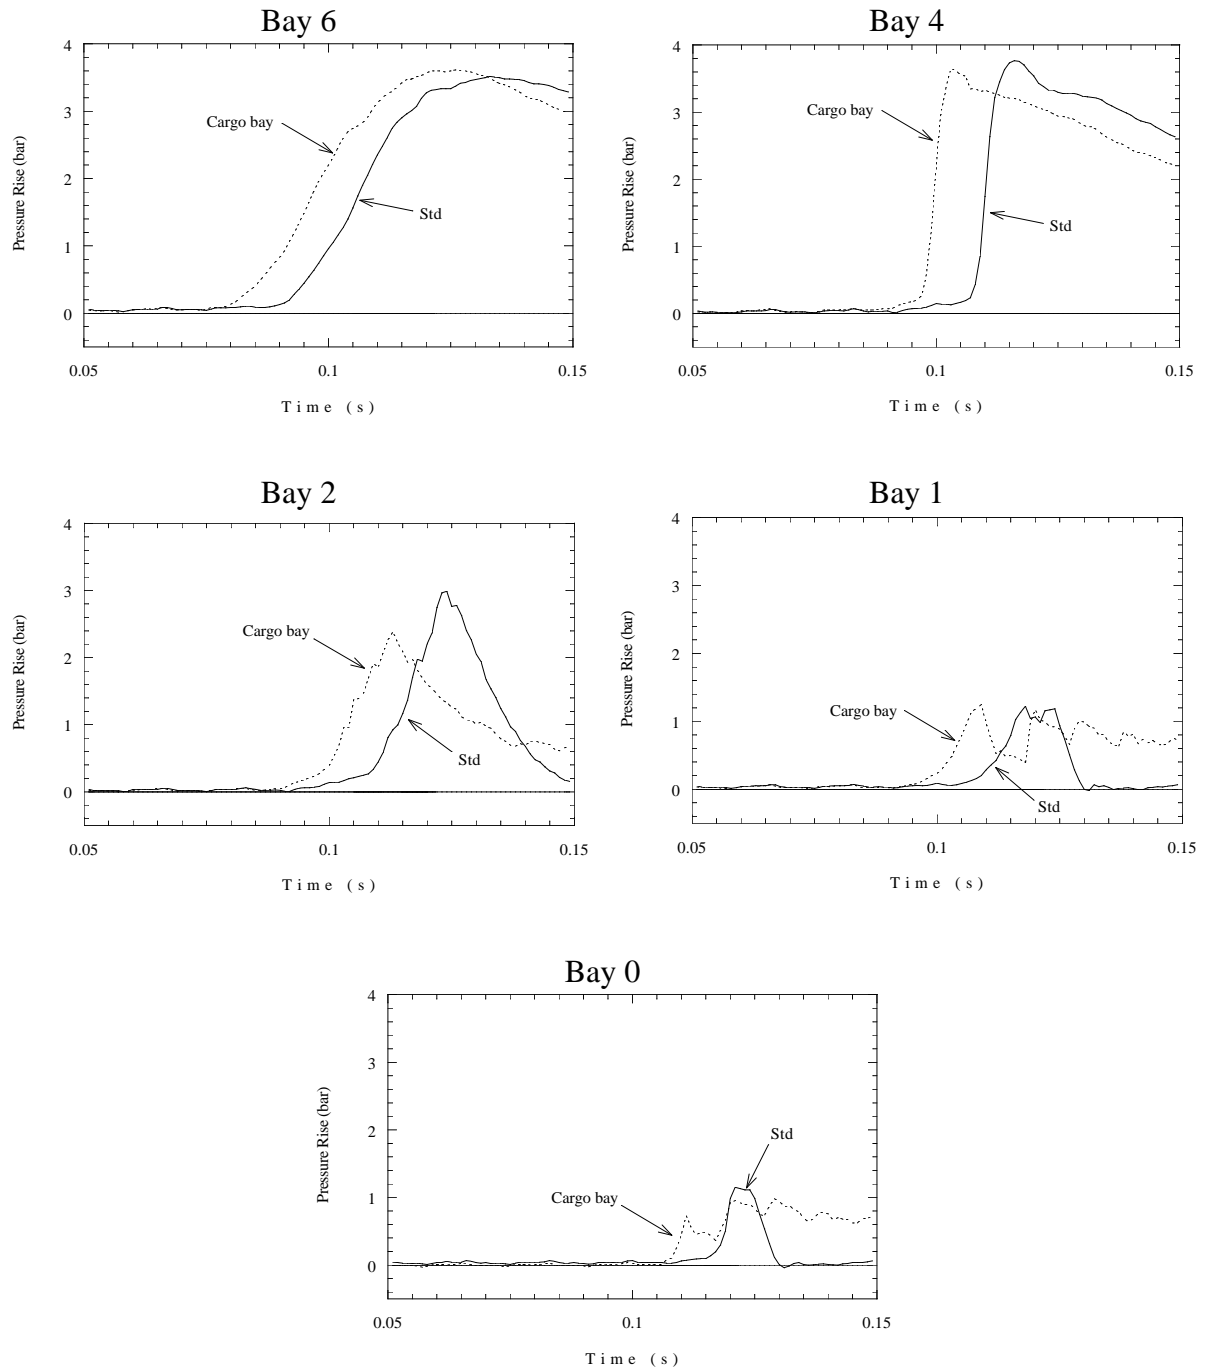 Bay 6
4
3
2
1
0
Pressure Rise (bar)
Cargo bay
Std
0.05
0.1
0.15
Time (s)
Bay 4
4
3
2
1
0
Pressure Rise (bar)
Cargo bay
Std
0.05
0.1
0.15
Time (s)
Bay 2
4
3
2
1
0
Pressure Rise (bar)
Cargo bay
Std
0.05
0.1
0.15
Time (s)
Bay 1
4
3
2
1
0
Pressure Rise (bar)
Cargo bay
Std
0.05
0.1
0.15
Time (s)
Bay 0
4
3
2
1
0
Pressure Rise (bar)
Std
Cargo bay
0.05
0.1
0.15
Time (s)